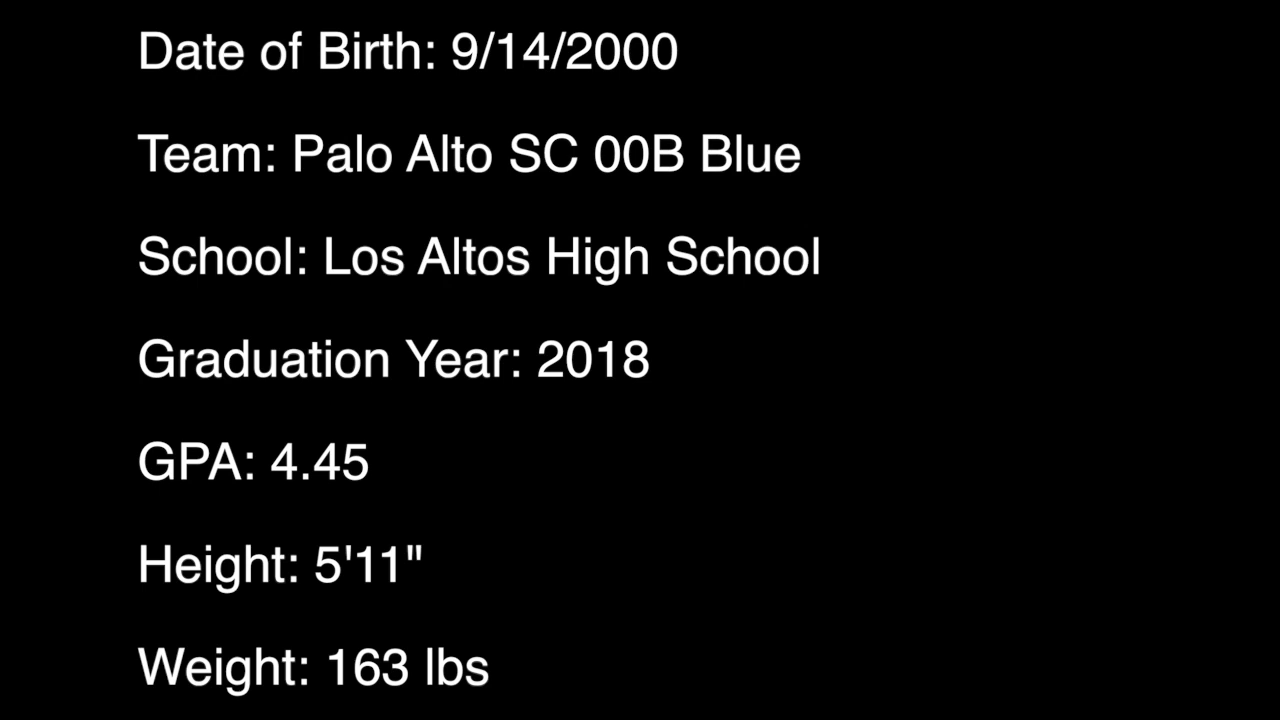 Date of Birth: 9/14/2000
Team: Palo Alto SC 00B Blue
School: Los Altos High School
Graduation Year: 2018
GPA: 4.45
Height: 5'11"
Weight: 163 lbs